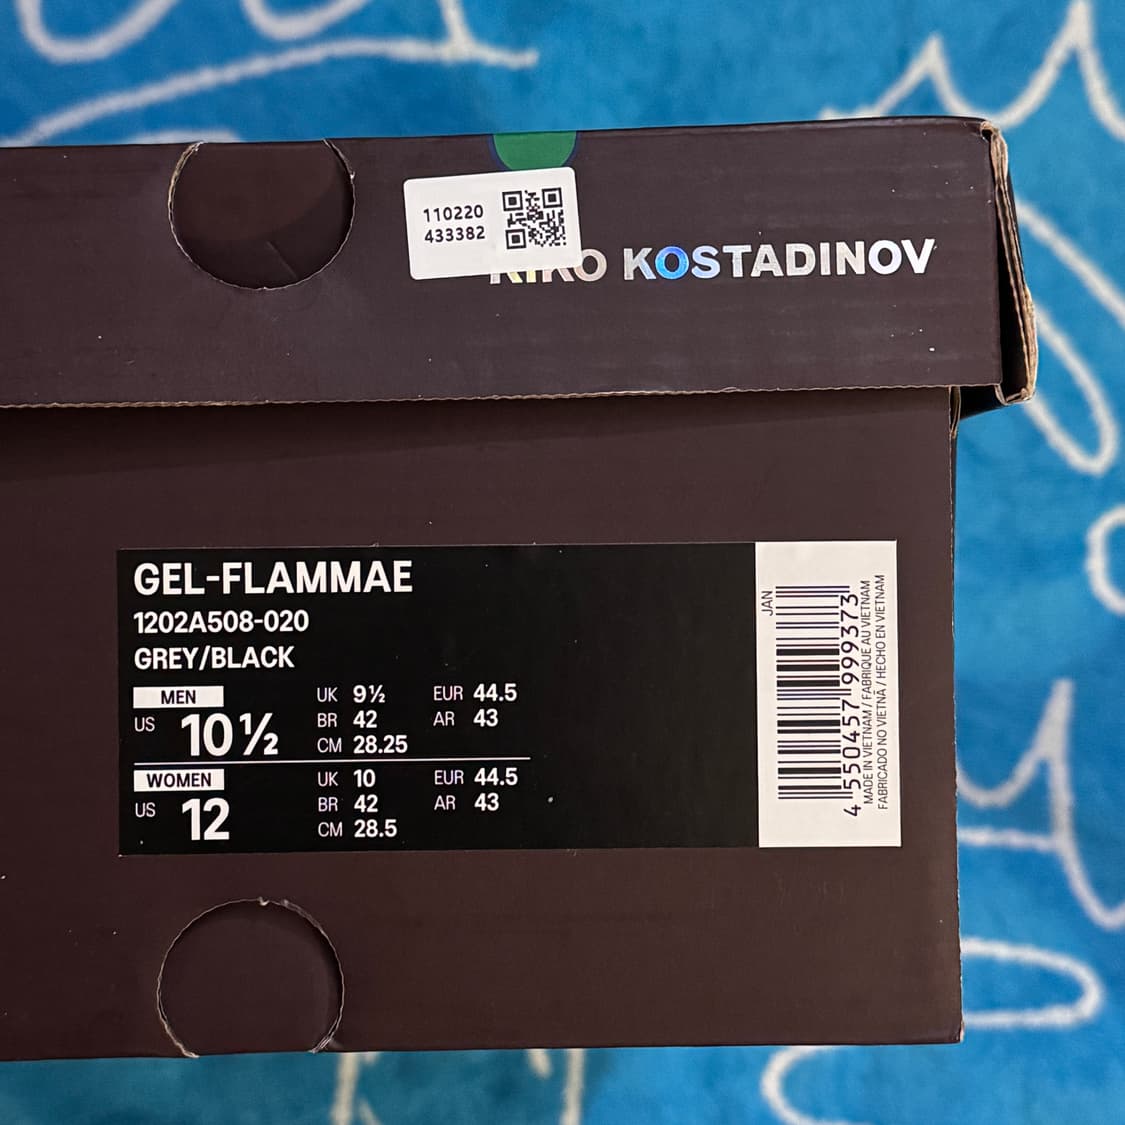 110220
433382
KIKO KOSTADINOV
GEL-FLAMMAE
1202A508-020
GREY/BLACK
MEN
US 10½
UK 9½ EUR 44.5
BR 42 AR 43
CM 28.25
WOMEN
US 12
UK 10 EUR 44.5
BR 42 AR 43
CM 28.5
JAN
4 550457 999373
MADE IN VIETNAM / FABRIQUÉ AU VIETNAM
FABRICADO NO VIETNÃ / HECHO EN VIETNAM